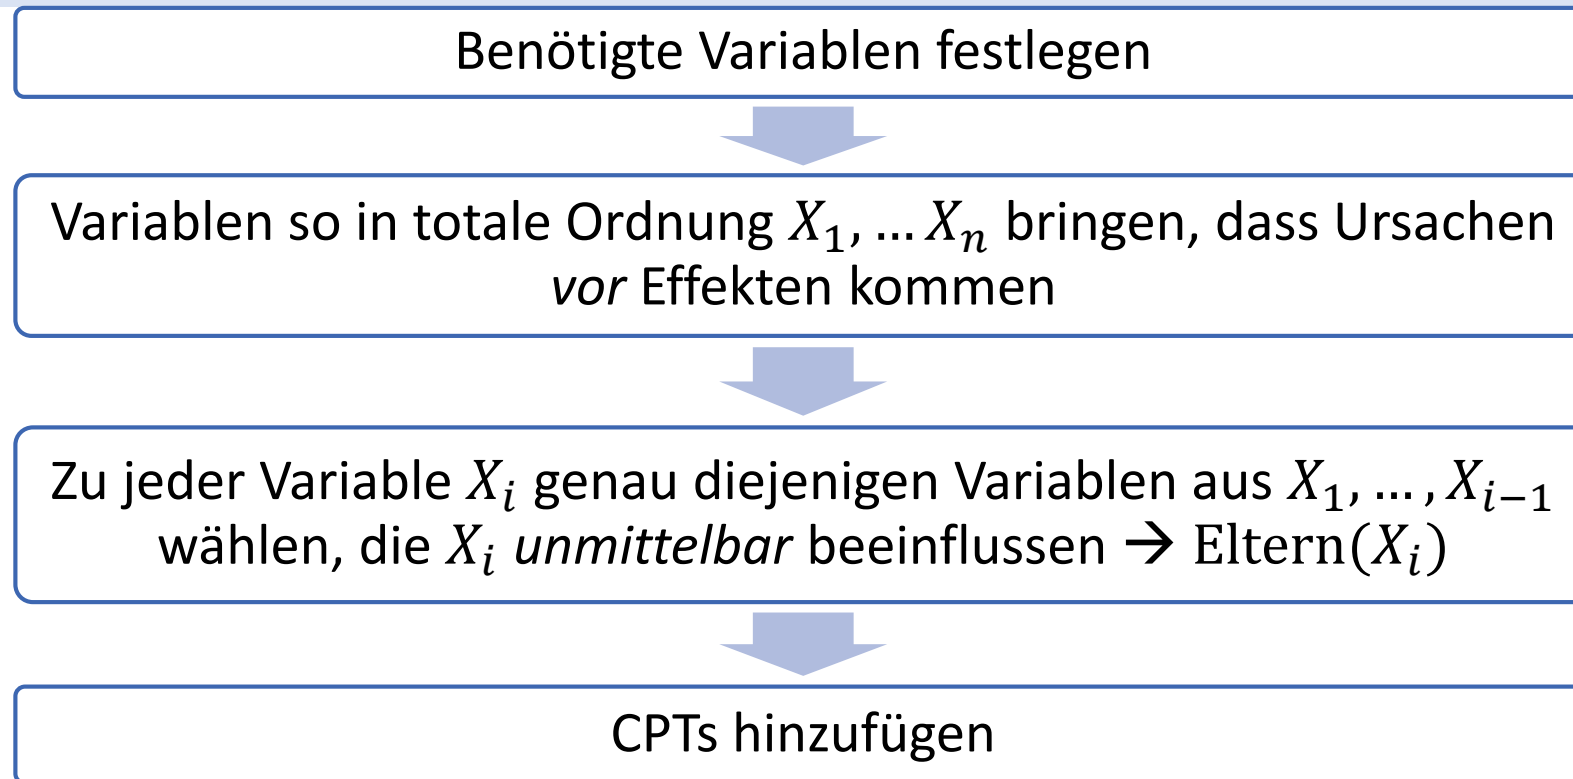 Benötigte Variablen festlegen
Variablen so in totale Ordnung X₁, … Xₙ bringen, dass Ursachen
vor Effekten kommen
Zu jeder Variable Xᵢ genau diejenigen Variablen aus X₁, … , Xᵢ₋₁
wählen, die Xᵢ unmittelbar beeinflussen → Eltern(Xᵢ)
CPTs hinzufügen